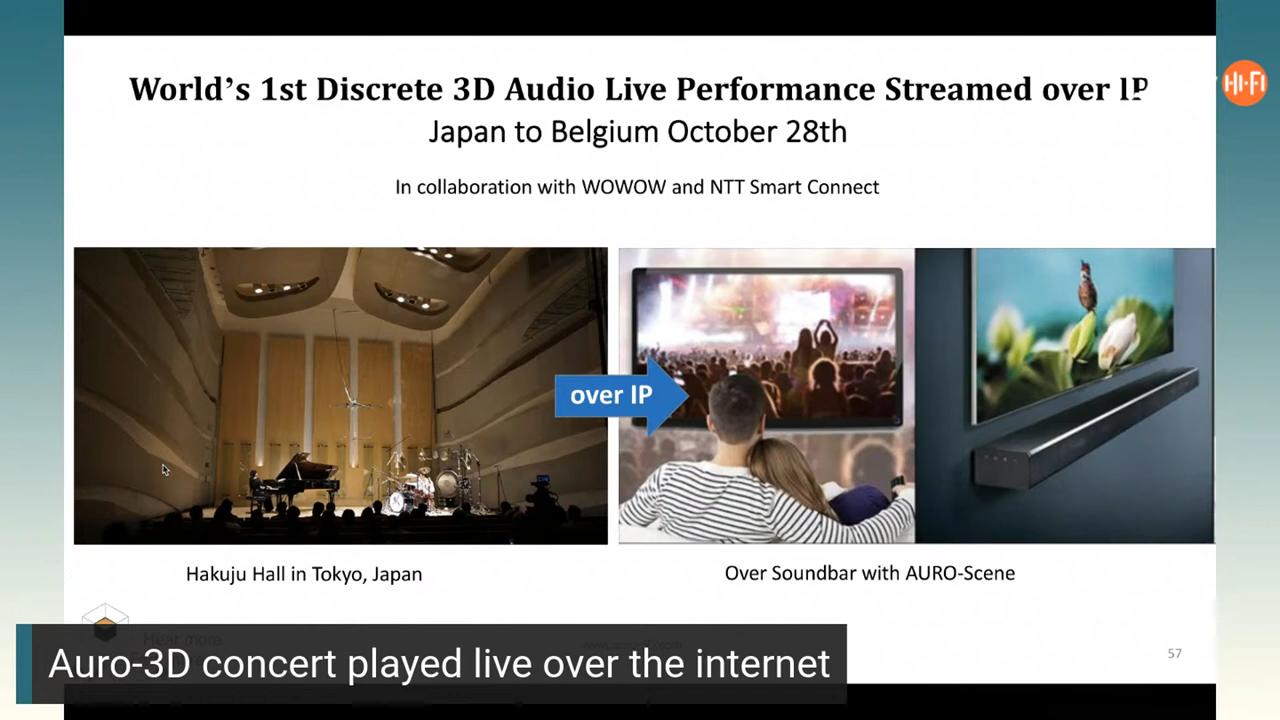 World's 1st Discrete 3D Audio Live Performance Streamed over IP
HI-FI
Japan to Belgium October 28th
In collaboration with WOWOW and NTT Smart Connect
over IP
Hakuju Hall in Tokyo, Japan
Over Soundbar with AURO-Scene
Hear more
57
Auro-3D concert played live over the internet